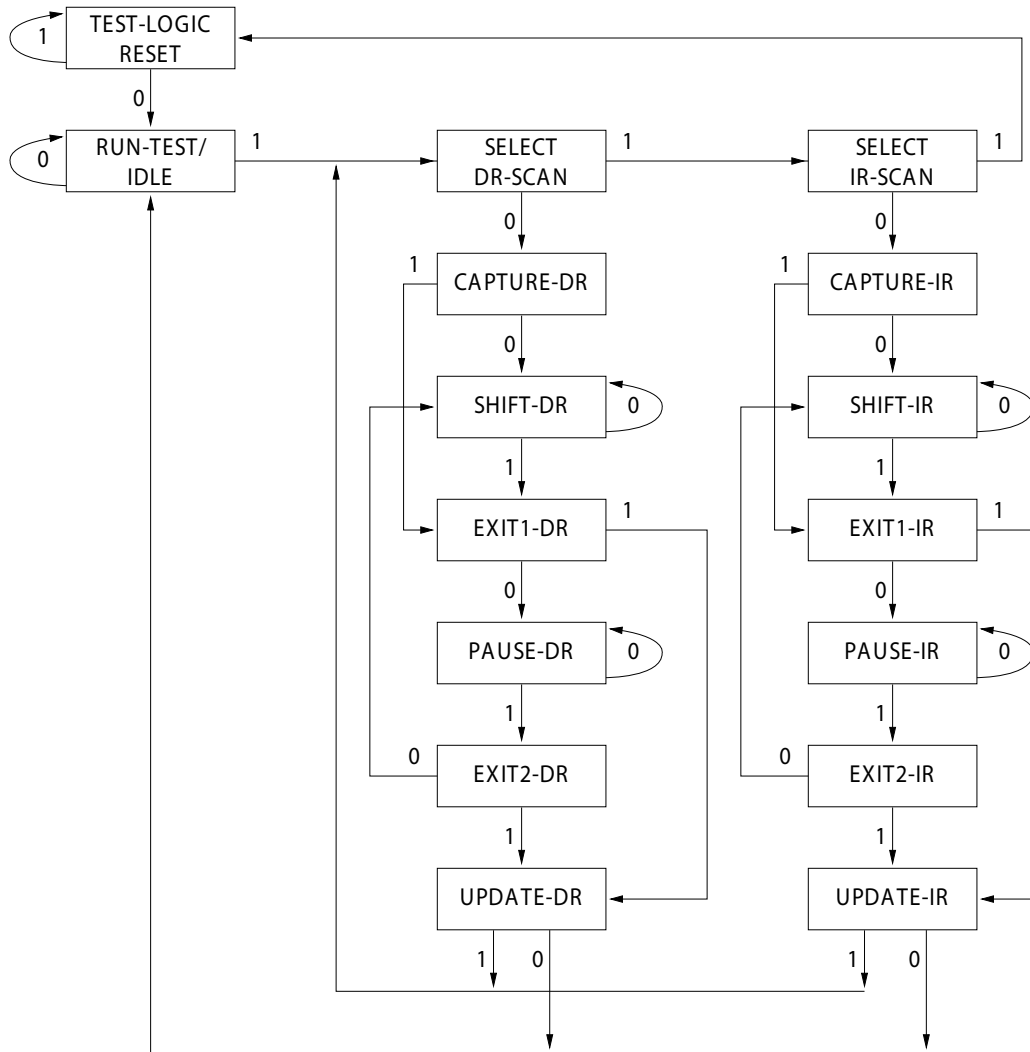 TEST-LOGIC
RESET
1
0
RUN-TEST/
IDLE
0
1
SELECT
DR-SCAN
1
SELECT
IR-SCAN
1
0
0
1
CAPTURE-DR
1
CAPTURE-IR
0
0
SHIFT-DR
0
SHIFT-IR
0
1
1
EXIT1-DR
1
EXIT1-IR
1
0
0
PAUSE-DR
0
PAUSE-IR
0
1
1
0
EXIT2-DR
0
EXIT2-IR
1
1
UPDATE-DR
UPDATE-IR
1
0
1
0